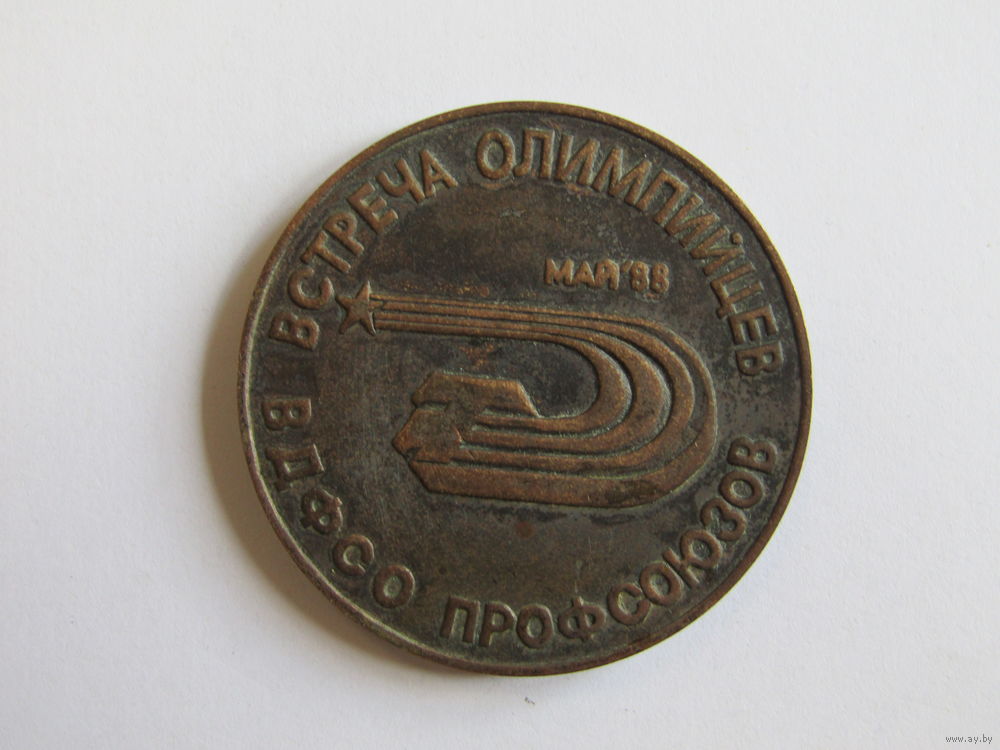 ВСТРЕЧА ОЛИМПИЙЦЕВ
МАЙ '88
ВДФСО ПРОФСОЮЗОВ
www.ay.by